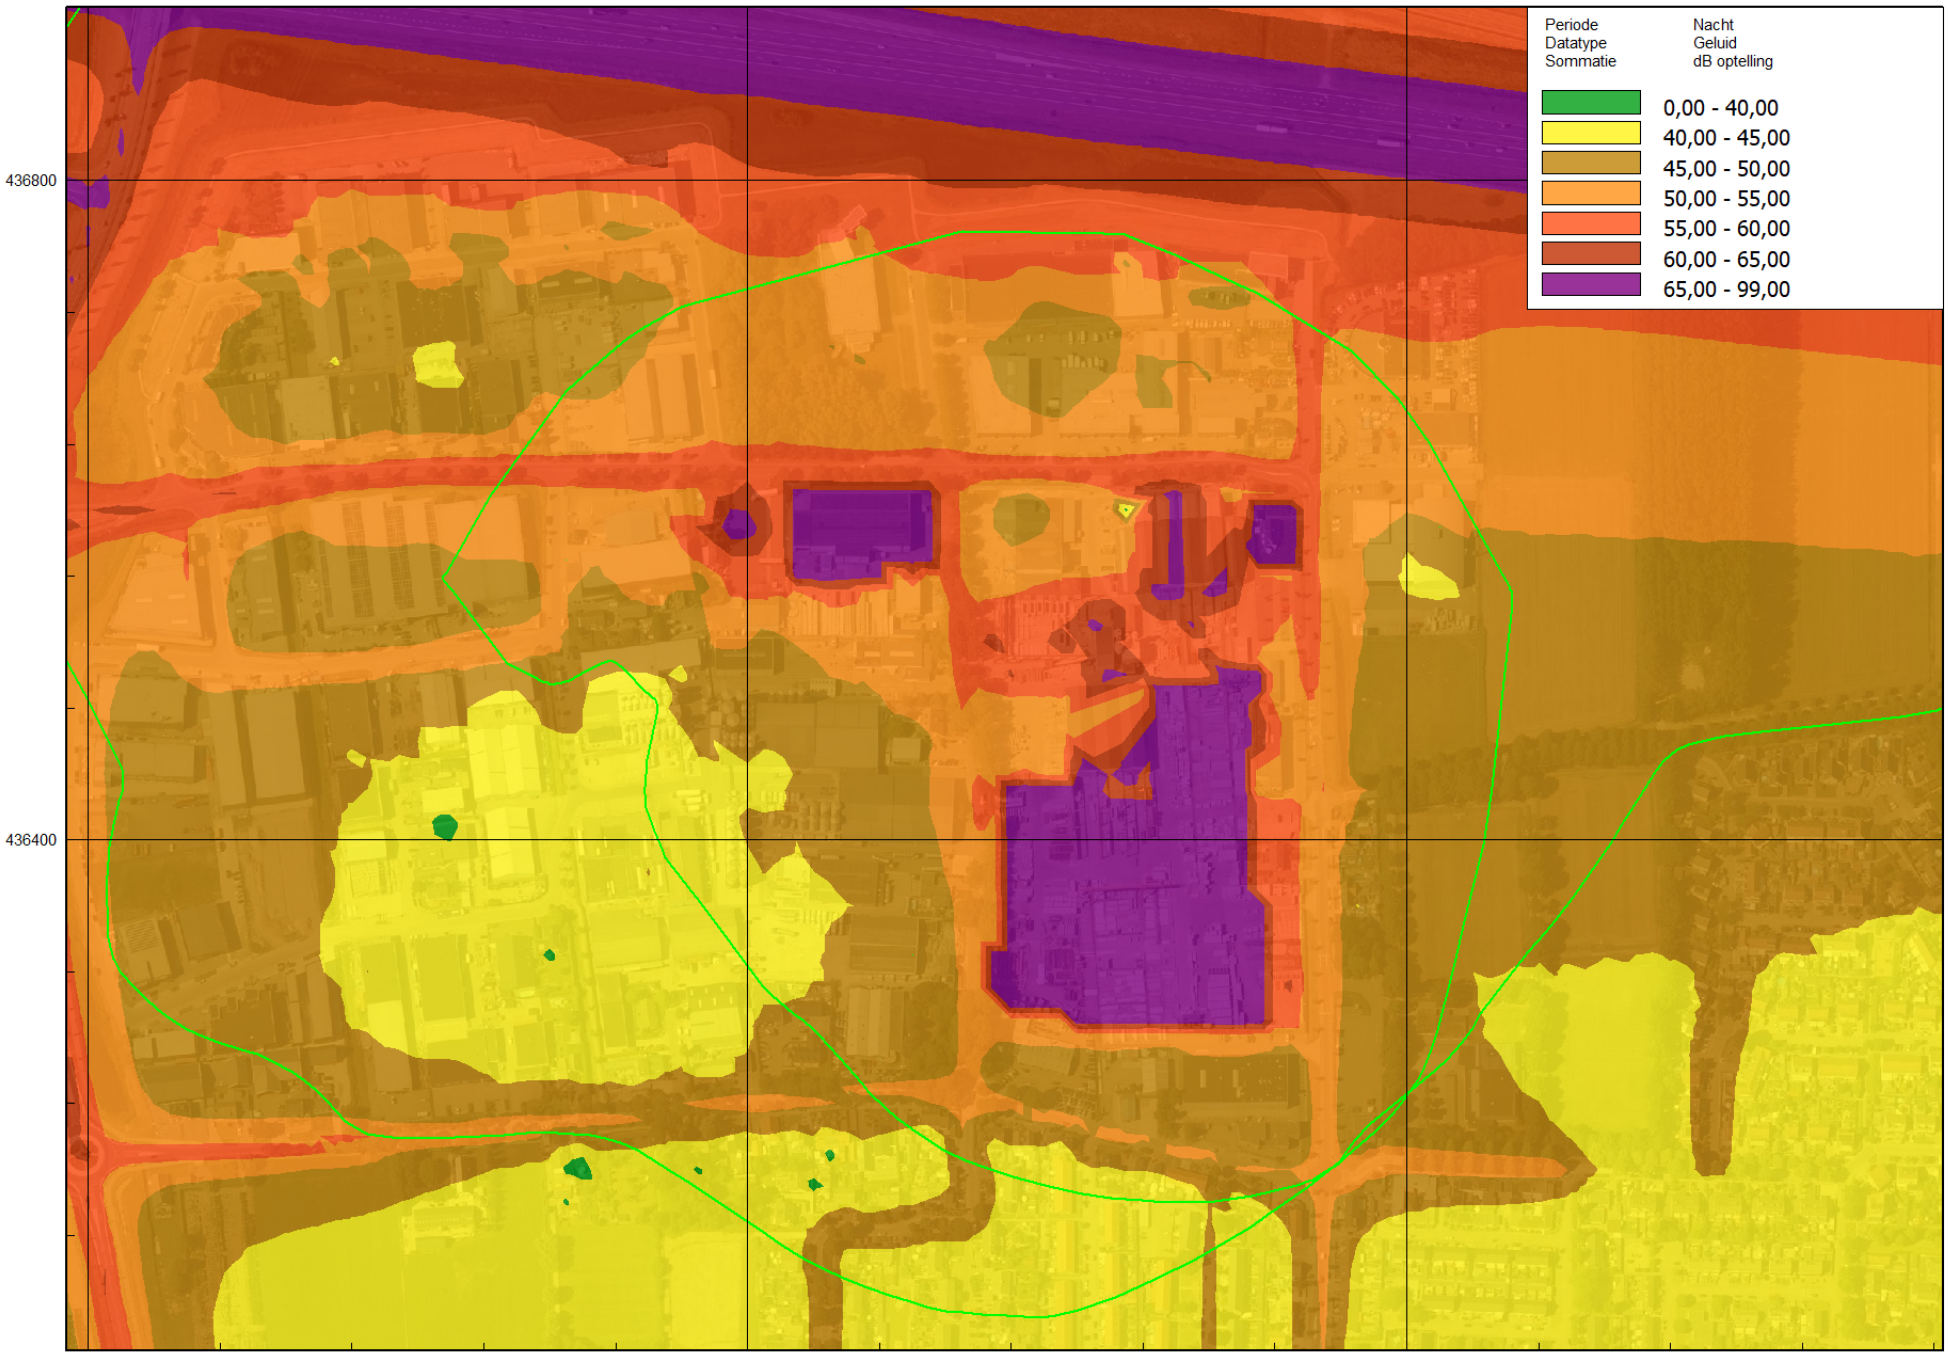 Periode Nacht
Datatype Geluid
Sommatie dB optelling
0,00 - 40,00
40,00 - 45,00
45,00 - 50,00
50,00 - 55,00
55,00 - 60,00
60,00 - 65,00
65,00 - 99,00
436800
436400